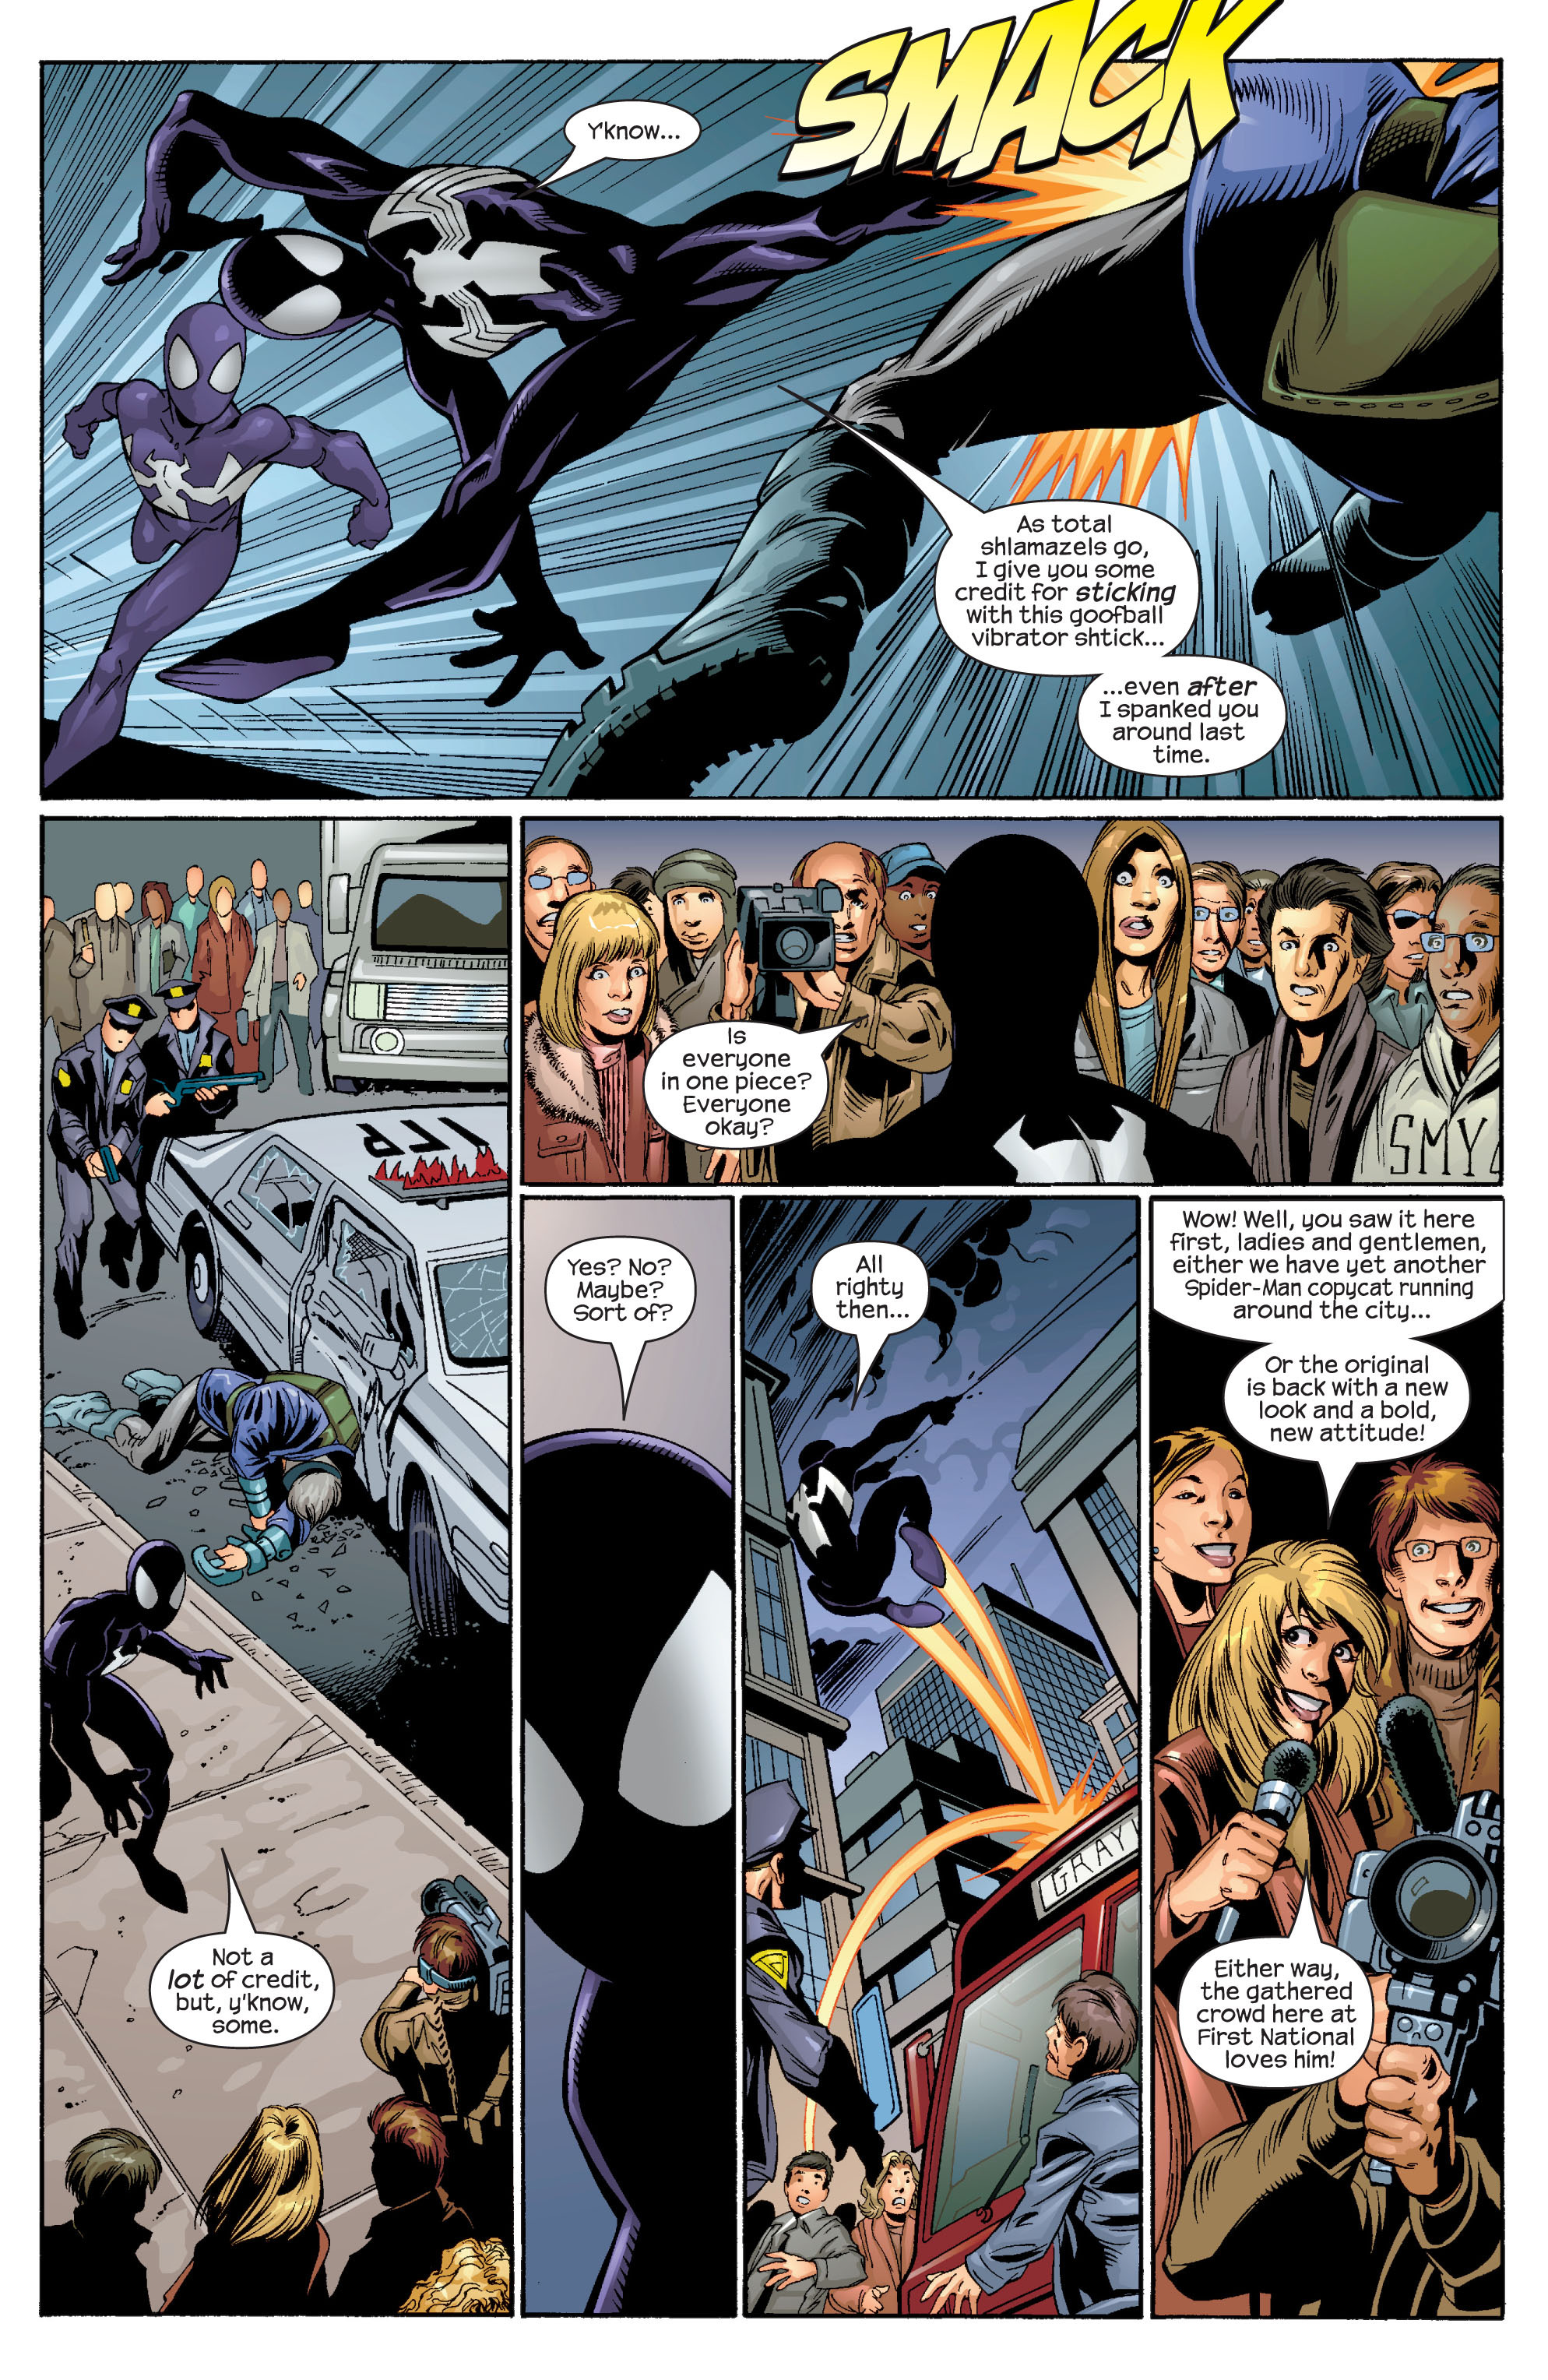 SMACK
Y'know...
As total
shlamazels go,
I give you some
credit for sticking
with this goofball
vibrator shtick...
...even after
I spanked you
around last
time.
Not a
lot of credit,
but, y'know,
some.
Is
everyone
in one piece?
Everyone
okay?
SMY
Yes? No?
Maybe?
Sort of?
All
righty
then...
GRAY
Wow! Well, you saw it here
first, ladies and gentlemen,
either we have yet another
Spider-Man copycat running
around the city...
Or the original
is back with a new
look and a bold,
new attitude!
Either way,
the gathered
crowd here at
First National
loves him!